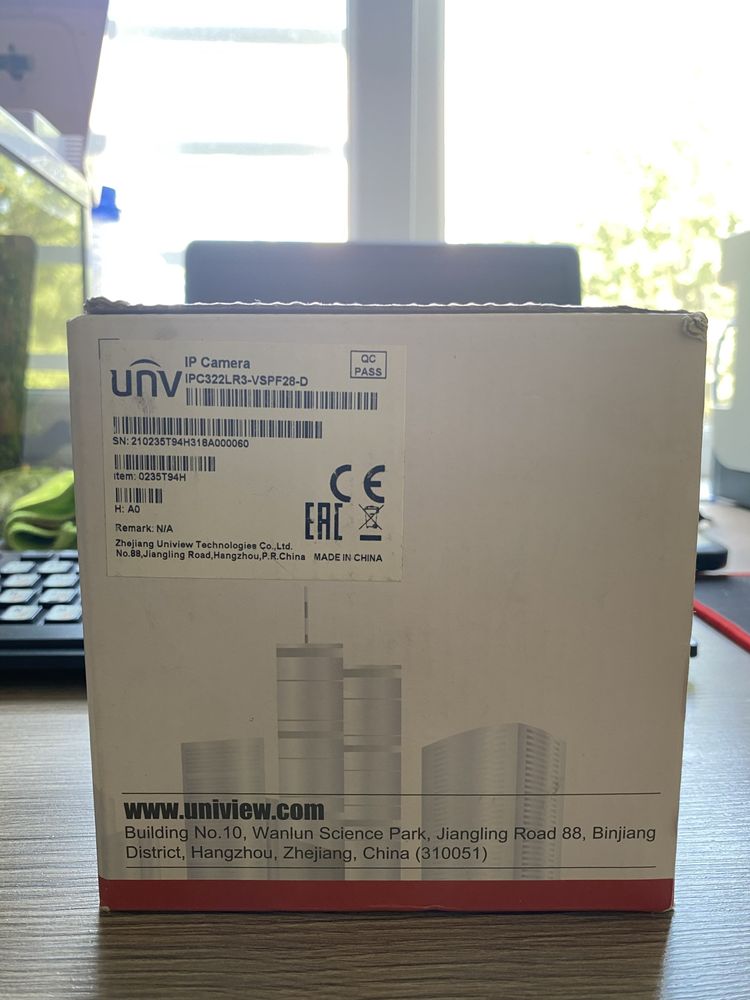 unv
IP Camera
IPC322LR3-VSPF28-D
QC
PASS
SN: 210235T94H318A000060
Item: 0235T94H
H: A0
CE
EAC
Remark: N/A
Zhejiang Uniview Technologies Co.,Ltd.
No.88,Jiangling Road,Hangzhou,P.R.China MADE IN CHINA
www.uniview.com
Building No.10, Wanlun Science Park, Jiangling Road 88, Binjiang
District, Hangzhou, Zhejiang, China (310051)